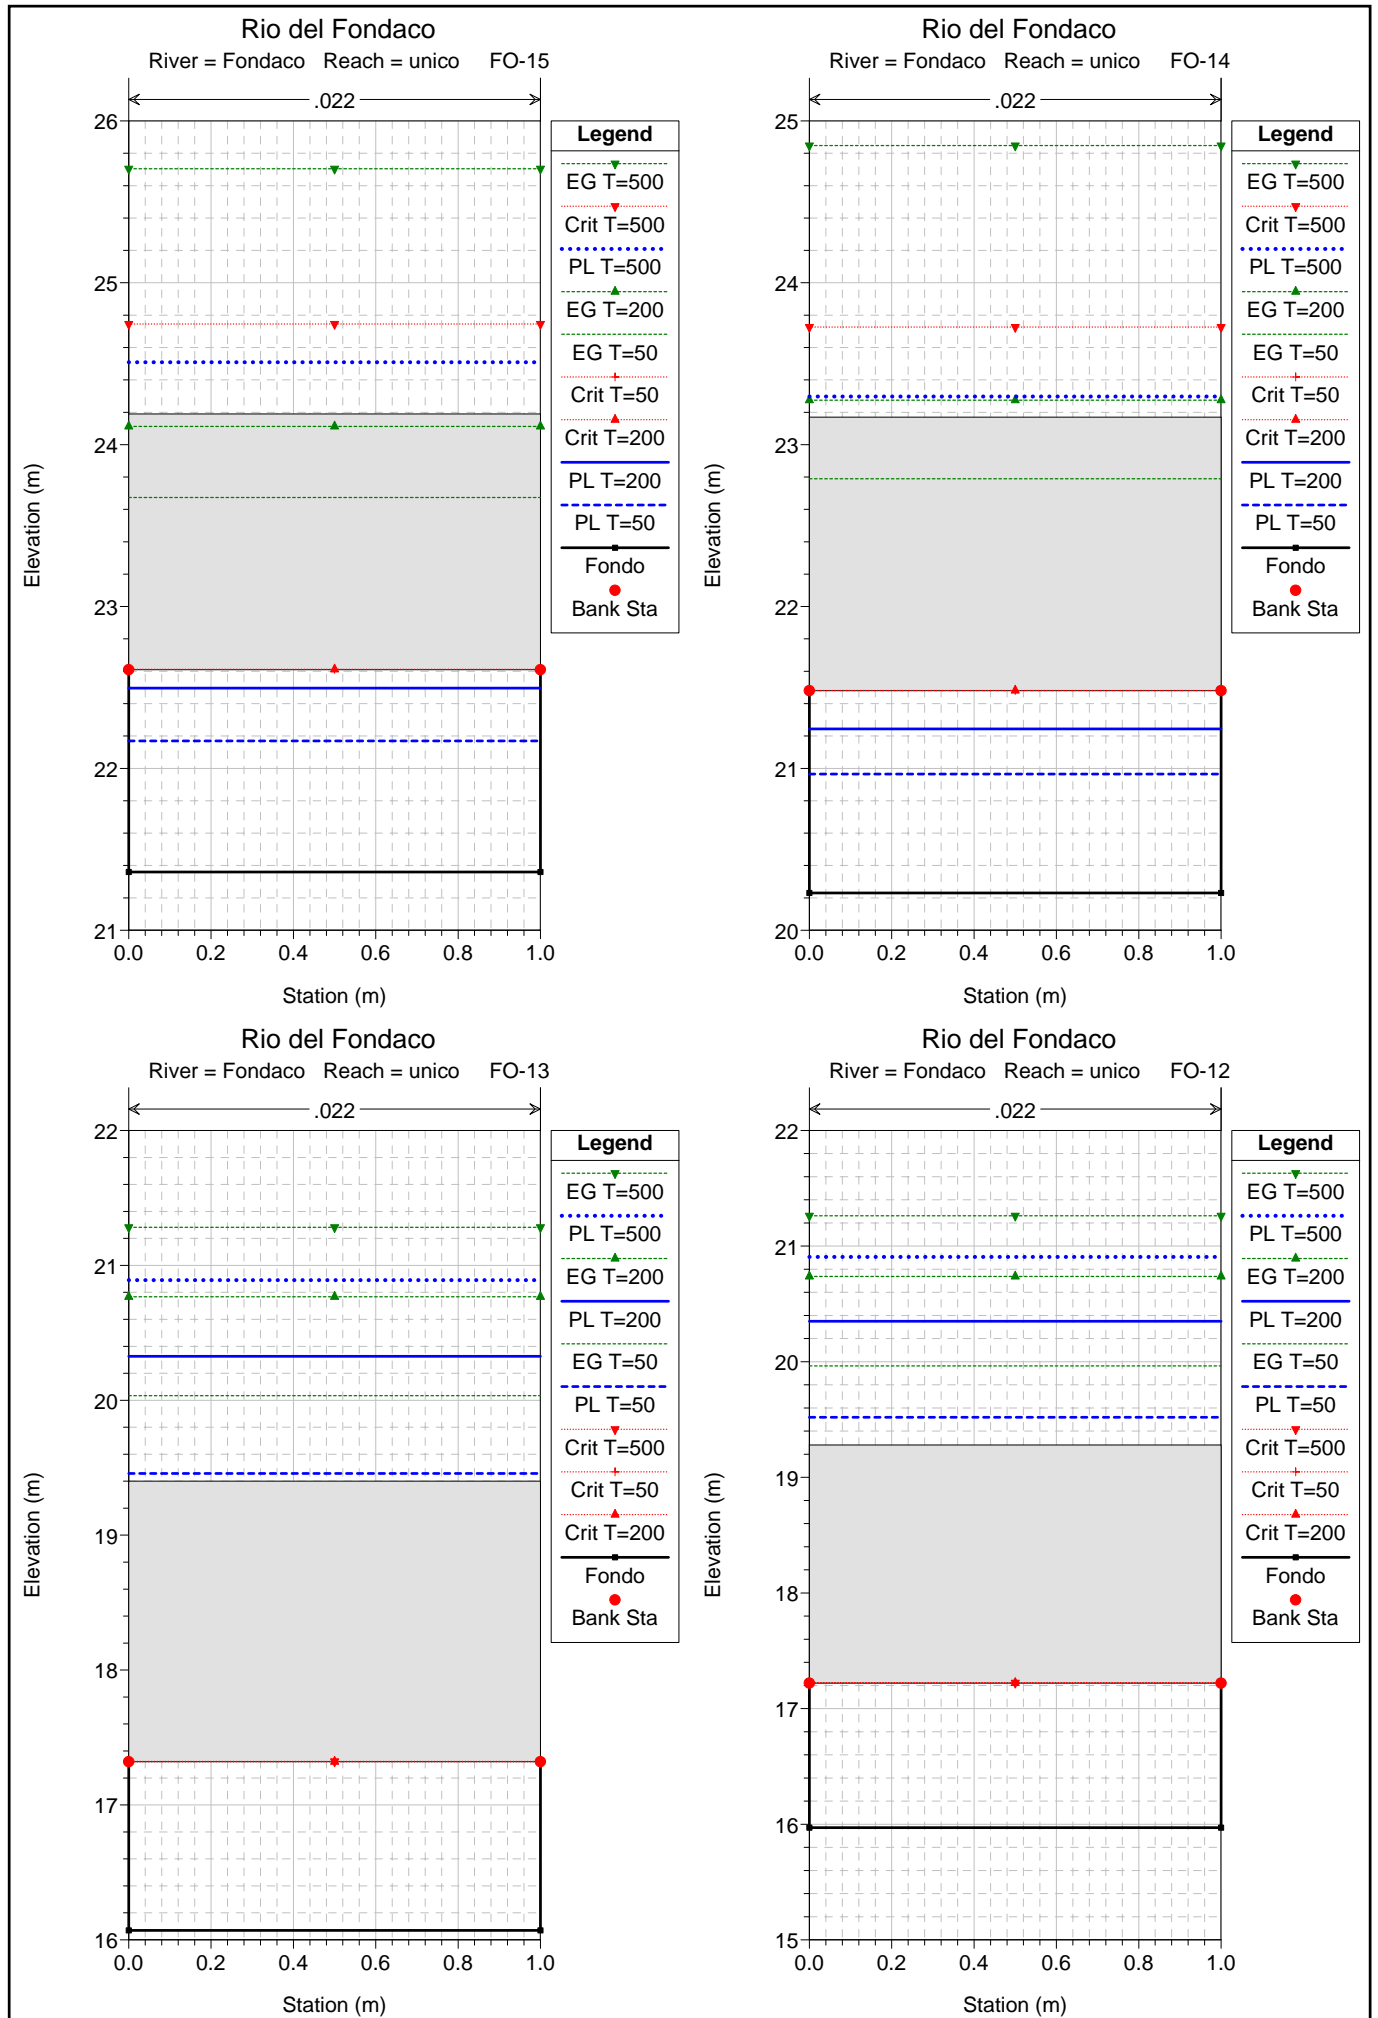 Rio del Fondaco
River = Fondaco Reach = unico FO-15
.022
26
25
24
23
22
21
0.0 0.2 0.4 0.6 0.8 1.0
Station (m)
Elevation (m)
Legend
EG T=500
Crit T=500
PL T=500
EG T=200
EG T=50
Crit T=50
Crit T=200
PL T=200
PL T=50
Fondo
Bank Sta
Rio del Fondaco
River = Fondaco Reach = unico FO-14
.022
25
24
23
22
21
20
0.0 0.2 0.4 0.6 0.8 1.0
Station (m)
Elevation (m)
Legend
EG T=500
Crit T=500
PL T=500
EG T=200
EG T=50
Crit T=50
Crit T=200
PL T=200
PL T=50
Fondo
Bank Sta
Rio del Fondaco
River = Fondaco Reach = unico FO-13
.022
22
21
20
19
18
17
16
0.0 0.2 0.4 0.6 0.8 1.0
Station (m)
Elevation (m)
Legend
EG T=500
PL T=500
EG T=200
PL T=200
EG T=50
PL T=50
Crit T=500
Crit T=50
Crit T=200
Fondo
Bank Sta
Rio del Fondaco
River = Fondaco Reach = unico FO-12
.022
22
21
20
19
18
17
16
15
0.0 0.2 0.4 0.6 0.8 1.0
Station (m)
Elevation (m)
Legend
EG T=500
PL T=500
EG T=200
PL T=200
EG T=50
PL T=50
Crit T=500
Crit T=50
Crit T=200
Fondo
Bank Sta